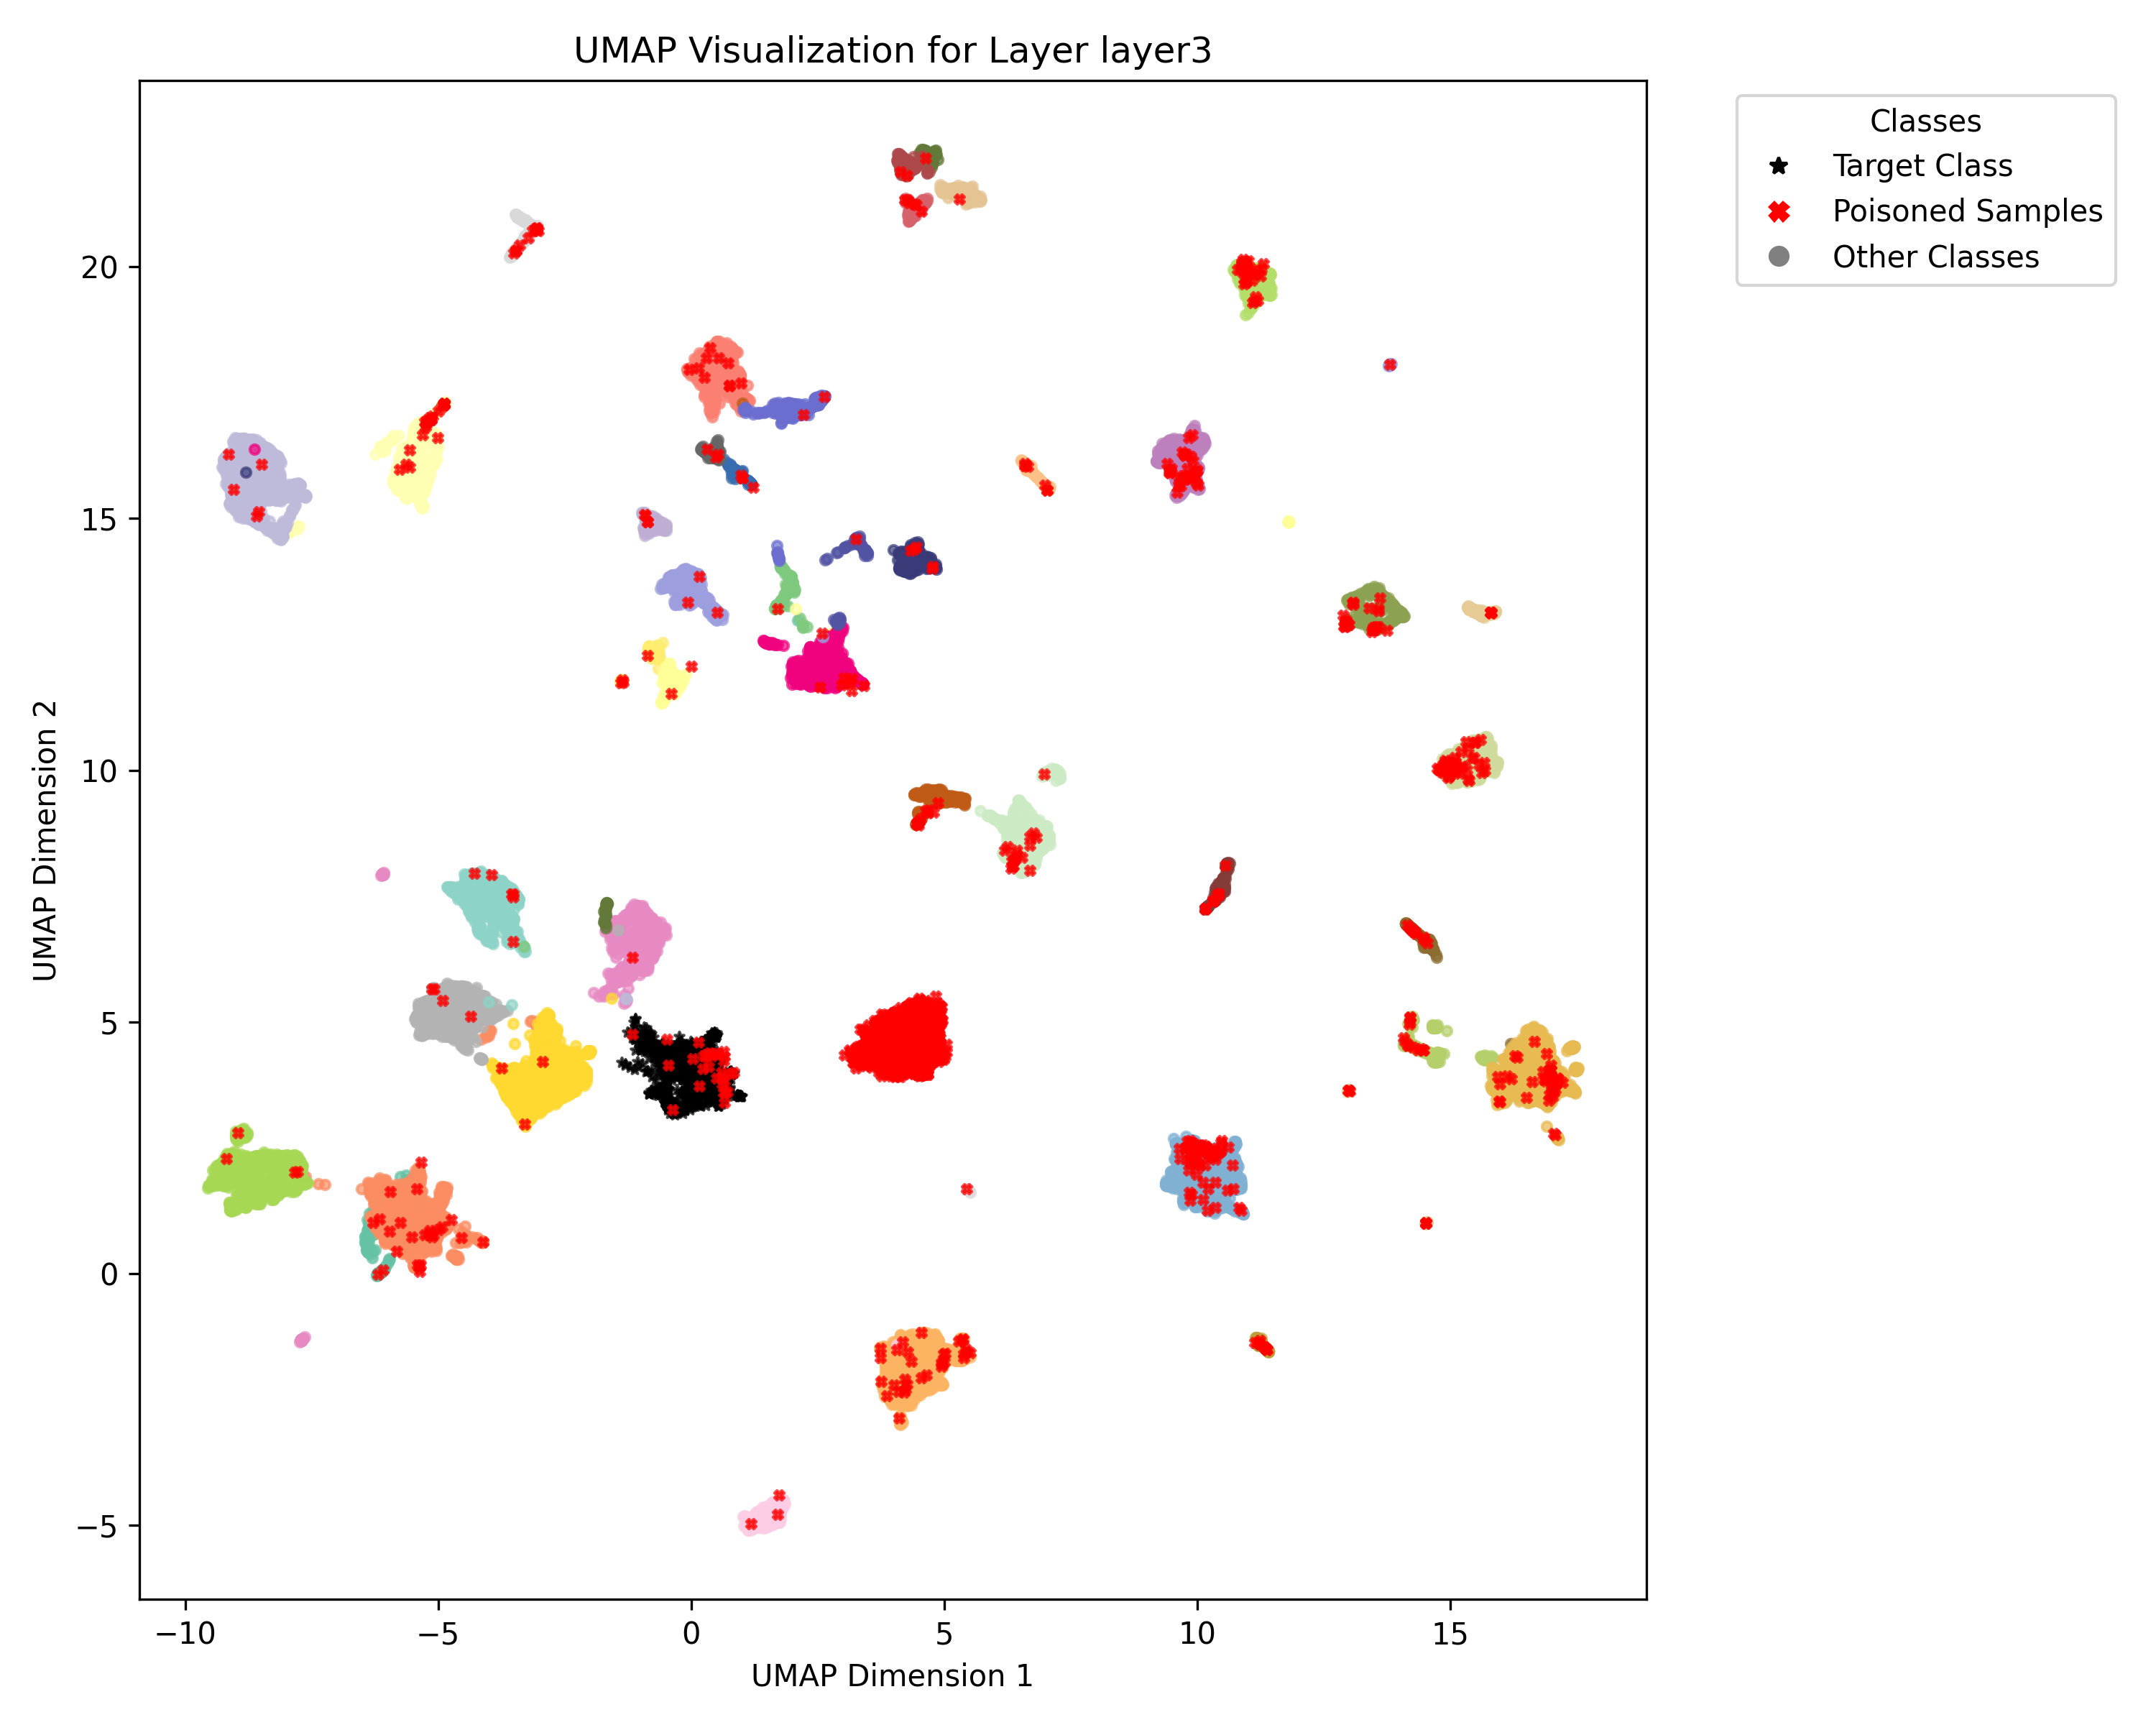 UMAP Visualization for Layer layer3
Classes
Target Class
Poisoned Samples
Other Classes
20
15
10
5
0
−5
UMAP Dimension 2
−10
−5
0
5
10
15
UMAP Dimension 1